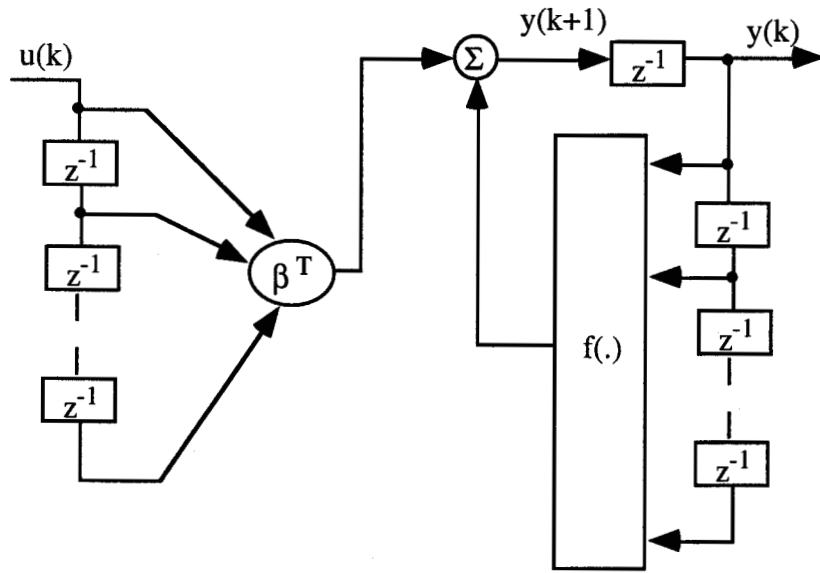 u(k)
z⁻¹
z⁻¹
z⁻¹
βᵀ
Σ
y(k+1)
z⁻¹
y(k)
f(.)
z⁻¹
z⁻¹
z⁻¹